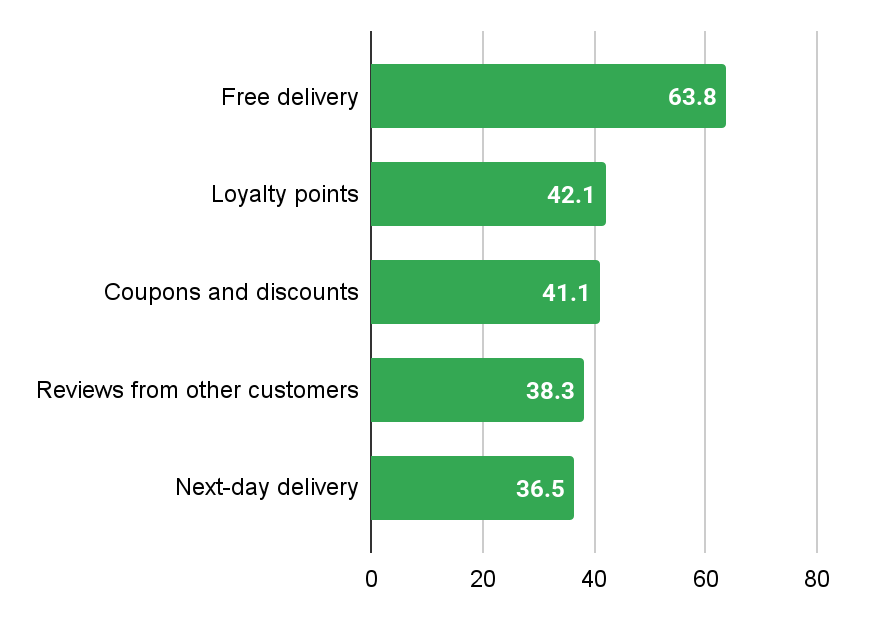 Free delivery 63.8
Loyalty points 42.1
Coupons and discounts 41.1
Reviews from other customers 38.3
Next-day delivery 36.5
0 20 40 60 80